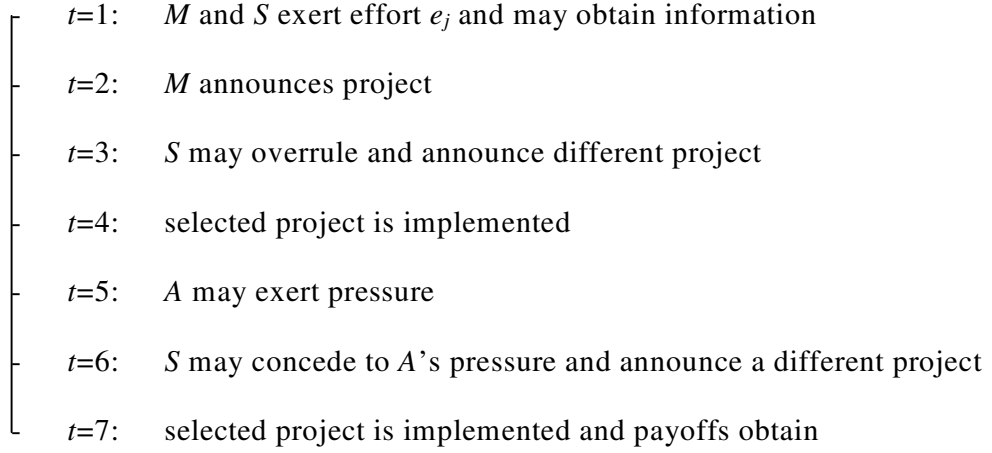 t=1: M and S exert effort ej and may obtain information
t=2: M announces project
t=3: S may overrule and announce different project
t=4: selected project is implemented
t=5: A may exert pressure
t=6: S may concede to A’s pressure and announce a different project
t=7: selected project is implemented and payoffs obtain